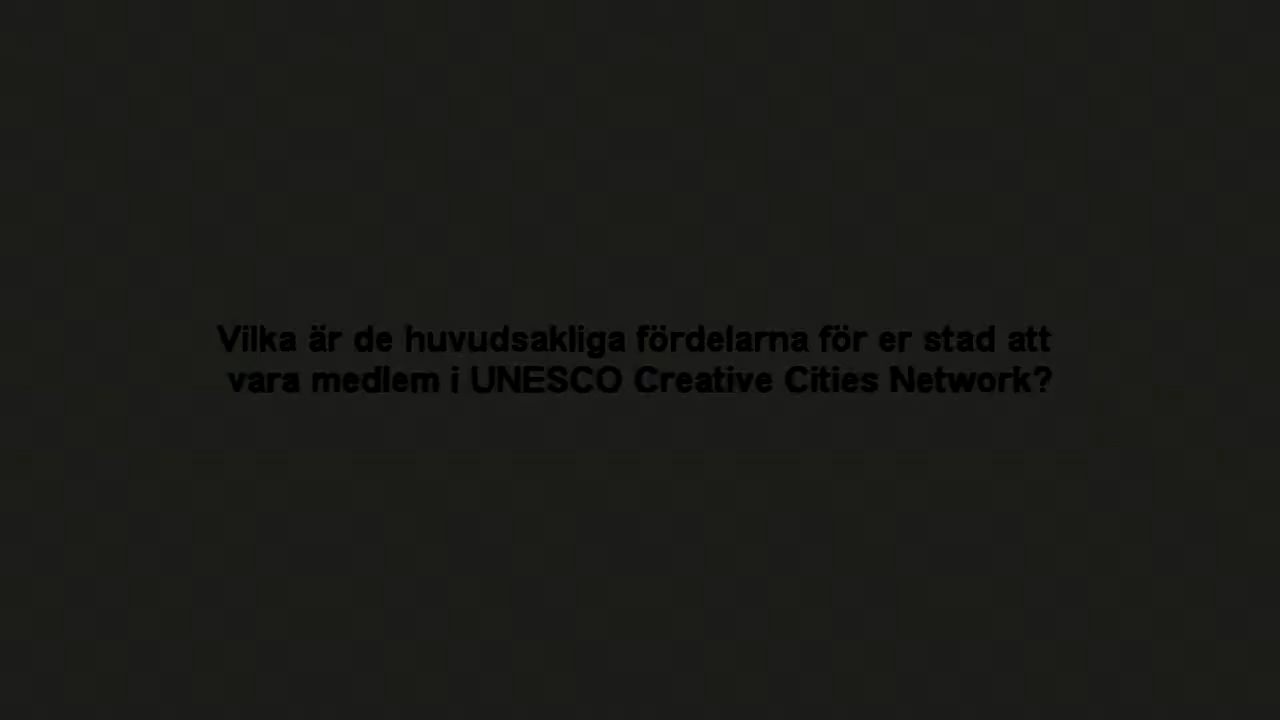 Vilka är de huvudsakliga fördelarna för er stad att
vara medlem i UNESCO Creative Cities Network?